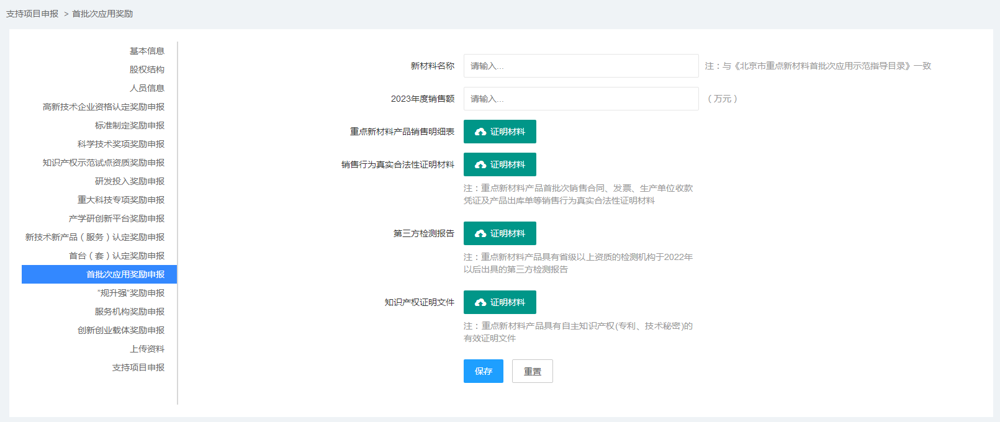 支持项目申报 > 首批次应用奖励
基本信息
股权结构
人员信息
高新技术企业资格认定奖励申报
标准制定奖励申报
科学技术奖项奖励申报
知识产权示范试点资质奖励申报
研发投入奖励申报
重大科技专项奖励申报
产学研创新平台奖励申报
新技术新产品（服务）认定奖励申报
首台（套）认定奖励申报
首批次应用奖励申报
”规升强”奖励申报
服务机构奖励申报
创新创业载体奖励申报
上传资料
支持项目申报
新材料名称 请输入... 注：与《北京市重点新材料首批次应用示范指导目录》一致
2023年度销售额 请输入... （万元）
重点新材料产品销售明细表 证明材料
销售行为真实合法性证明材料 证明材料
注：重点新材料产品首批次销售合同、发票、生产单位收款
凭证及产品出库单等销售行为真实合法性证明材料
第三方检测报告 证明材料
注：重点新材料产品具有省级以上资质的检测机构于2022年
以后出具的第三方检测报告
知识产权证明文件 证明材料
注：重点新材料产品具有自主知识产权(专利、技术秘密)的
有效证明文件
保存 重置